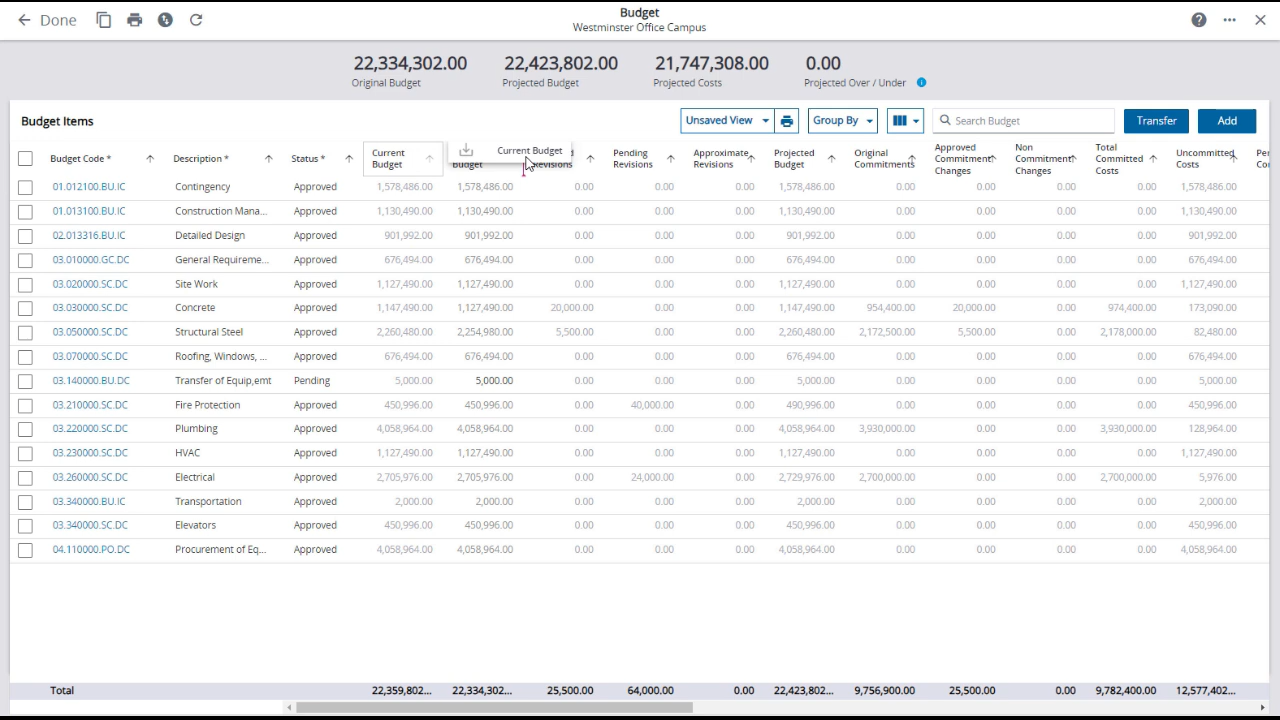 Done
Budget
Westminster Office Campus
22,334,302.00 22,423,802.00 21,747,308.00 0.00
Original Budget Projected Budget Projected Costs Projected Over / Under
Budget Items
Unsaved View Group By Search Budget Transfer Add
Budget Code * Description * Status * Current Budget Budget Revisions Pending Revisions Approximate Revisions Projected Budget Original Commitments Approved Commitment Changes Non Commitment Changes Total Committed Costs Uncommitted Costs
Current Budget
01.012100.BU.IC Contingency Approved 1,578,486.00 1,578,486.00 0.00 0.00 0.00 1,578,486.00 0.00 0.00 0.00 0.00 1,578,486.00
01.013100.BU.IC Construction Mana... Approved 1,130,490.00 1,130,490.00 0.00 0.00 0.00 1,130,490.00 0.00 0.00 0.00 0.00 1,130,490.00
02.013316.BU.IC Detailed Design Approved 901,992.00 901,992.00 0.00 0.00 0.00 901,992.00 0.00 0.00 0.00 0.00 901,992.00
03.010000.GC.DC General Requireme... Approved 676,494.00 676,494.00 0.00 0.00 0.00 676,494.00 0.00 0.00 0.00 0.00 676,494.00
03.020000.SC.DC Site Work Approved 1,127,490.00 1,127,490.00 0.00 0.00 0.00 1,127,490.00 0.00 0.00 0.00 0.00 1,127,490.00
03.030000.SC.DC Concrete Approved 1,147,490.00 1,127,490.00 20,000.00 0.00 0.00 1,147,490.00 954,400.00 20,000.00 0.00 974,400.00 173,090.00
03.050000.SC.DC Structural Steel Approved 2,260,480.00 2,254,980.00 5,500.00 0.00 0.00 2,260,480.00 2,172,500.00 5,500.00 0.00 2,178,000.00 82,480.00
03.070000.SC.DC Roofing, Windows, ... Approved 676,494.00 676,494.00 0.00 0.00 0.00 676,494.00 0.00 0.00 0.00 0.00 676,494.00
03.140000.BU.DC Transfer of Equip,emt Pending 5,000.00 5,000.00 0.00 0.00 0.00 5,000.00 0.00 0.00 0.00 0.00 5,000.00
03.210000.SC.DC Fire Protection Approved 450,996.00 450,996.00 0.00 40,000.00 0.00 490,996.00 0.00 0.00 0.00 0.00 450,996.00
03.220000.SC.DC Plumbing Approved 4,058,964.00 4,058,964.00 0.00 0.00 0.00 4,058,964.00 3,930,000.00 0.00 0.00 3,930,000.00 128,964.00
03.230000.SC.DC HVAC Approved 1,127,490.00 1,127,490.00 0.00 0.00 0.00 1,127,490.00 0.00 0.00 0.00 0.00 1,127,490.00
03.260000.SC.DC Electrical Approved 2,705,976.00 2,705,976.00 0.00 24,000.00 0.00 2,729,976.00 2,700,000.00 0.00 0.00 2,700,000.00 5,976.00
03.340000.BU.IC Transportation Approved 2,000.00 2,000.00 0.00 0.00 0.00 2,000.00 0.00 0.00 0.00 0.00 2,000.00
03.340000.SC.DC Elevators Approved 450,996.00 450,996.00 0.00 0.00 0.00 450,996.00 0.00 0.00 0.00 0.00 450,996.00
04.110000.PO.DC Procurement of Eq... Approved 4,058,964.00 4,058,964.00 0.00 0.00 0.00 4,058,964.00 0.00 0.00 0.00 0.00 4,058,964.00
Total 22,359,802... 22,334,302... 25,500.00 64,000.00 0.00 22,423,802... 9,756,900.00 25,500.00 0.00 9,782,400.00 12,577,402...